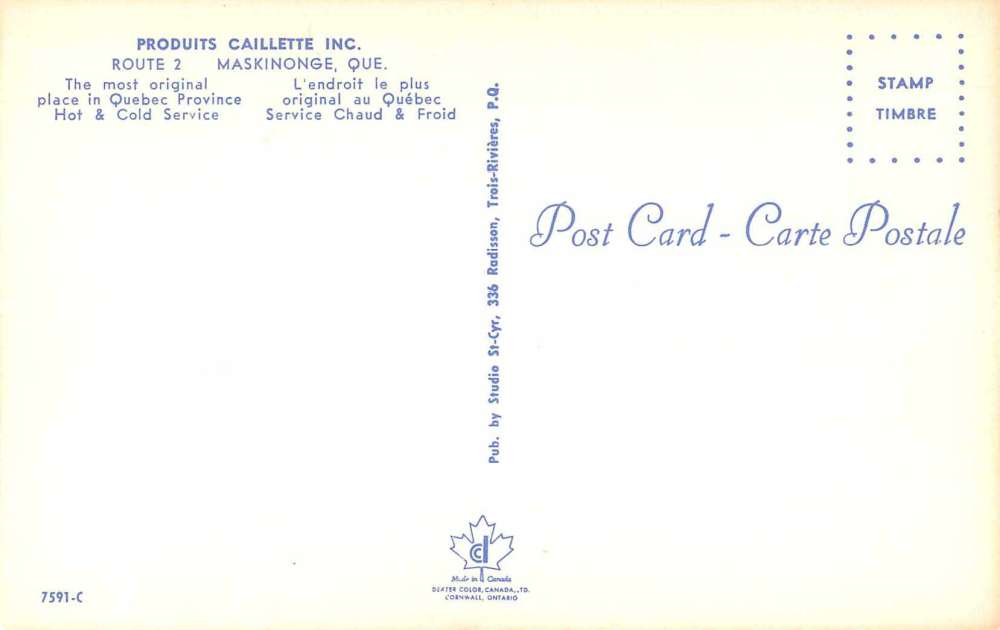 PRODUITS CAILLETTE INC.
ROUTE 2 MASKINONGE, QUE.
The most original
place in Quebec Province
Hot & Cold Service
L'endroit le plus
original au Québec
Service Chaud & Froid
Pub. by Studio St-Cyr, 336 Radisson, Trois-Rivières, P.Q.
STAMP
TIMBRE
Post Card - Carte Postale
cd
Made in Canada
DEXTER COLOR, CANADA, LTD.
CORNWALL, ONTARIO
7591-C